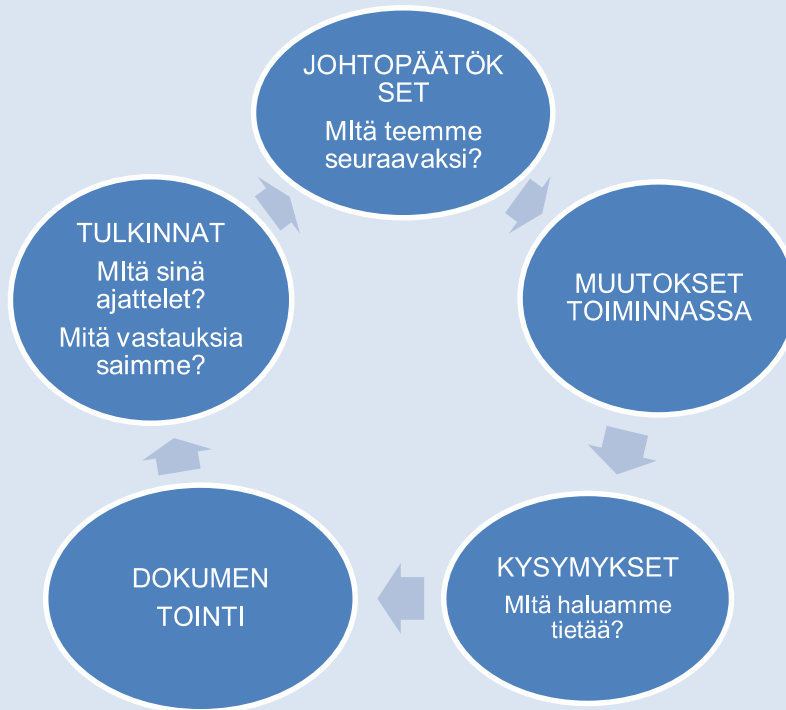 JOHTOPÄÄTÖK
SET
MItä teemme
seuraavaksi?
TULKINNAT
MItä sinä
ajattelet?
Mitä vastauksia
saimme?
MUUTOKSET
TOIMINNASSA
DOKUMEN
TOINTI
KYSYMYKSET
MItä haluamme
tietää?